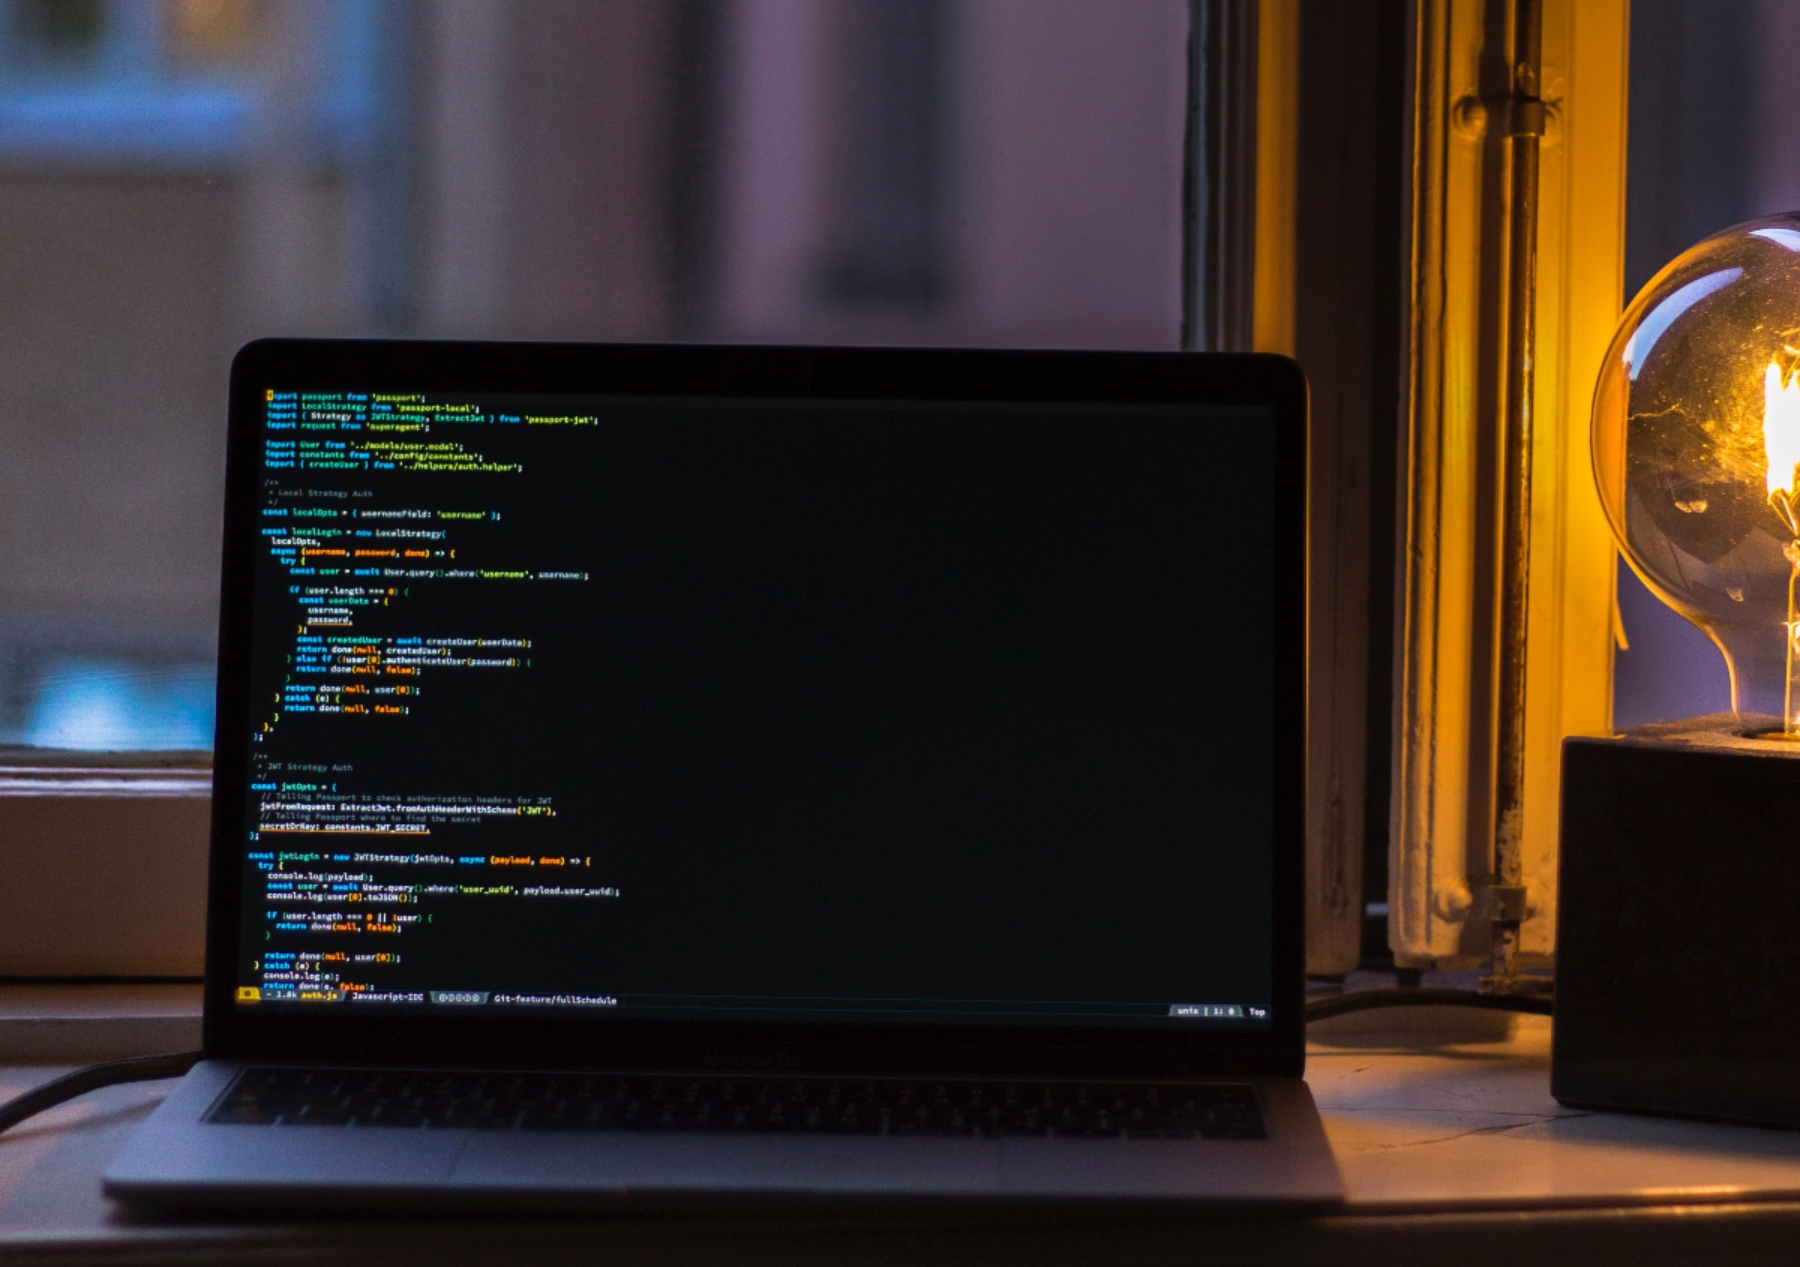 import passport from 'passport';
import LocalStrategy from 'passport-local';
import { Strategy as JWTStrategy, ExtractJwt } from 'passport-jwt';
import request from 'superagent';
import User from '../models/user.model';
import constants from '../config/constants';
import { createUser } from '../helpers/auth.helper';
/**
* Local Strategy Auth
*/
const localOpts = { usernameField: 'username' };
const localLogin = new LocalStrategy(
localOpts,
async (username, password, done) => {
try {
const user = await User.query().where('username', username);
if (user.length === 0) {
const userData = {
username,
password,
};
const createdUser = await createUser(userData);
return done(null, createdUser);
} else if (!user[0].authenticateUser(password)) {
return done(null, false);
}
return done(null, user[0]);
} catch (e) {
return done(null, false);
}
},
);
/**
* JWT Strategy Auth
*/
const jwtOpts = {
// Telling Passport to check authorization headers for JWT
jwtFromRequest: ExtractJwt.fromAuthHeaderWithScheme('JWT'),
// Telling Passport where to find the secret
secretOrKey: constants.JWT_SECRET,
};
const jwtLogin = new JWTStrategy(jwtOpts, async (payload, done) => {
try {
console.log(payload);
const user = await User.query().where('user_uuid', payload.user_uuid);
console.log(user[0].toJSON());
if (user.length === 0 || !user) {
return done(null, false);
}
return done(null, user[0]);
} catch (e) {
console.log(e);
return done(e, false);
- 1.8k auth.js Javascript-IDE Git-feature/fullSchedule unix | 1: 0 Top